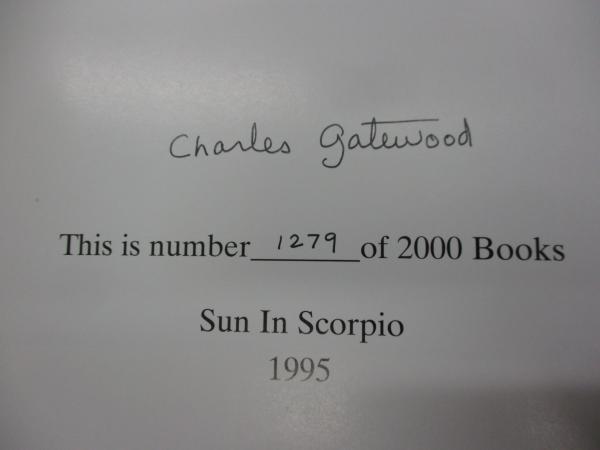 Charles Gatewood
This is number 1279 of 2000 Books
Sun In Scorpio
1995